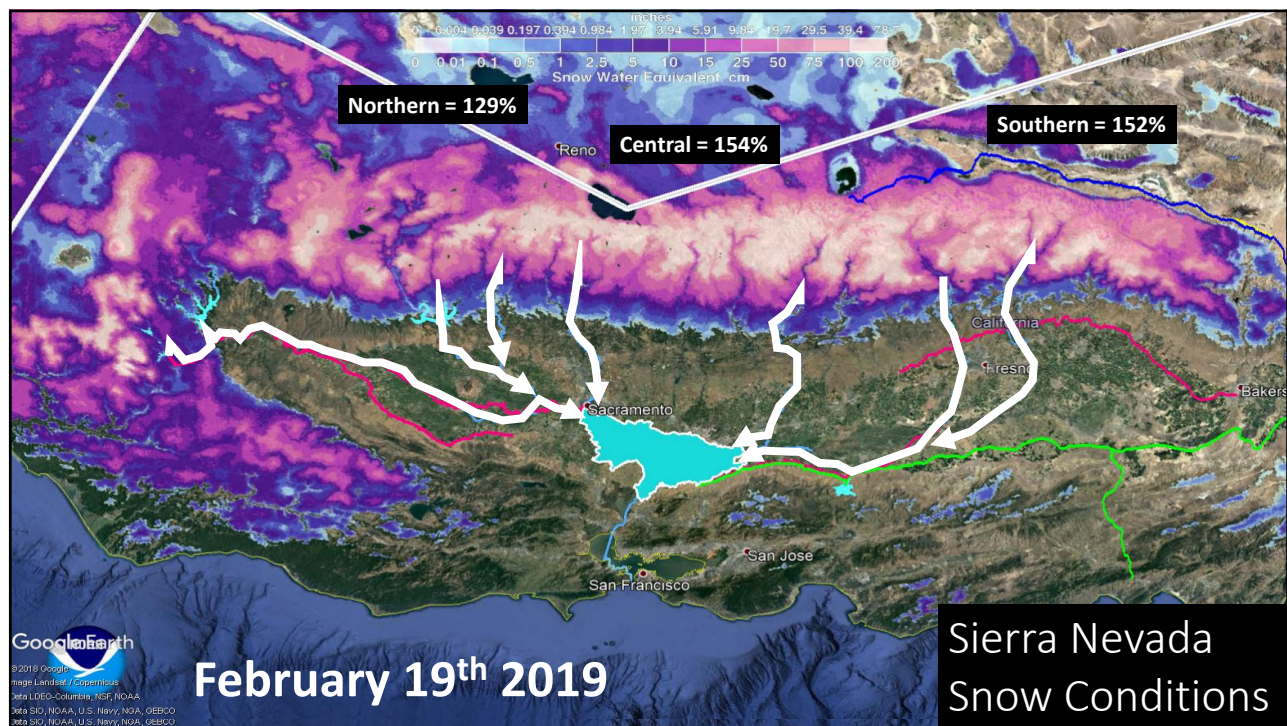 inches
0 0.004 0.039 0.197 0.394 0.984 1.97 3.94 5.91 9.84 17.7 29.5 39.4 78.7
0 0.01 0.1 0.5 1 2.5 5 10 15 25 50 75 100 200
Snow Water Equivalent, cm
Northern = 129%
Southern = 152%
Central = 154%
Reno
California
Fresno
Bakers
Sacramento
San Jose
San Francisco
Google Earth
© 2018 Google
mage Landsat / Copernicus
Data LDEO-Columbia, NSF, NOAA
Data SIO, NOAA, U.S. Navy, NGA, GEBCO
Data SIO, NOAA, U.S. Navy, NGA, GEBCO
February 19th 2019
Sierra Nevada
Snow Conditions